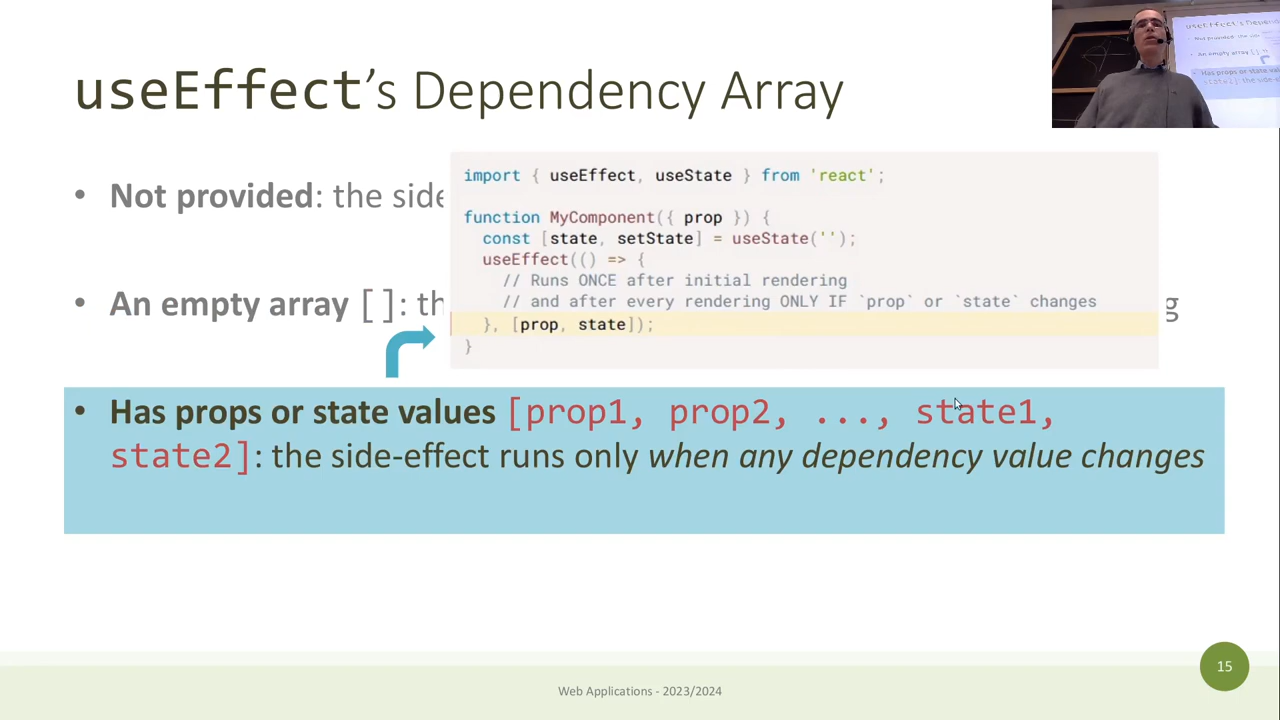 useEffect's Dependency Array
• Not provided: the side
import { useEffect, useState } from 'react';
function MyComponent({ prop }) {
const [state, setState] = useState('');
useEffect(() => {
// Runs ONCE after initial rendering
// and after every rendering ONLY IF `prop` or `state` changes
}, [prop, state]);
}
• An empty array []: th
g
• Has props or state values [prop1, prop2, ..., state1,
state2]: the side-effect runs only when any dependency value changes
Web Applications - 2023/2024
15